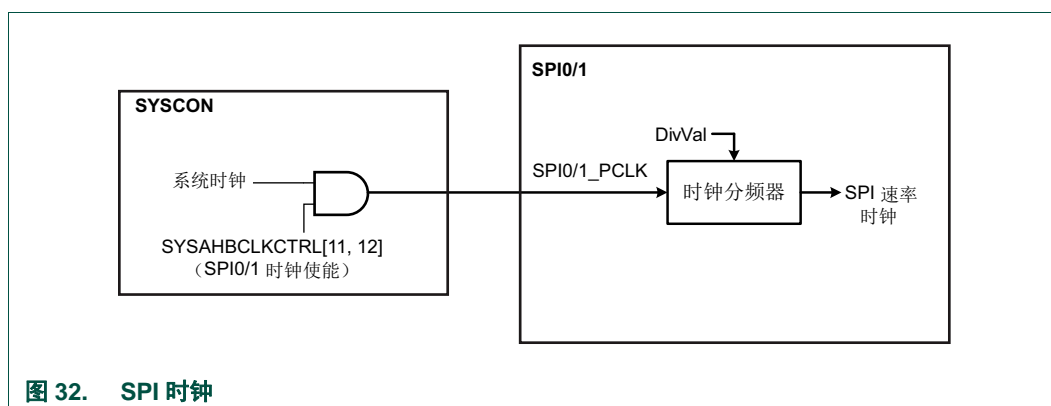 SPI0/1
SYSCON
DivVal
系统时钟
SPI0/1_PCLK
时钟分频器
SPI 速率
时钟
SYSAHBCLKCTRL[11, 12]
（SPI0/1 时钟使能）
图 32. SPI 时钟